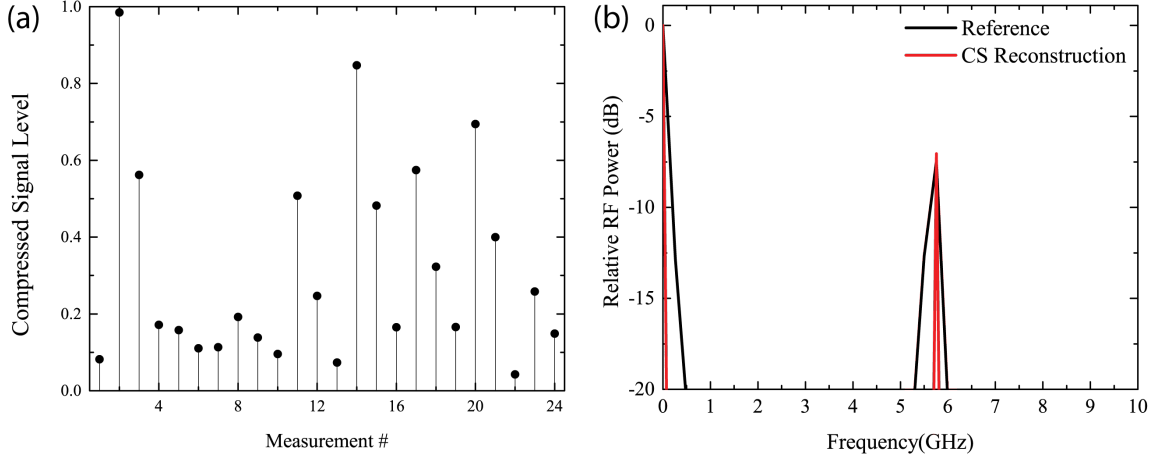 (a)
Compressed Signal Level
1.0
0.8
0.6
0.4
0.2
0.0
4 8 12 16 20 24
Measurement #
(b)
Reference
CS Reconstruction
Relative RF Power (dB)
0
-5
-10
-15
-20
0 1 2 3 4 5 6 7 8 9 10
Frequency(GHz)